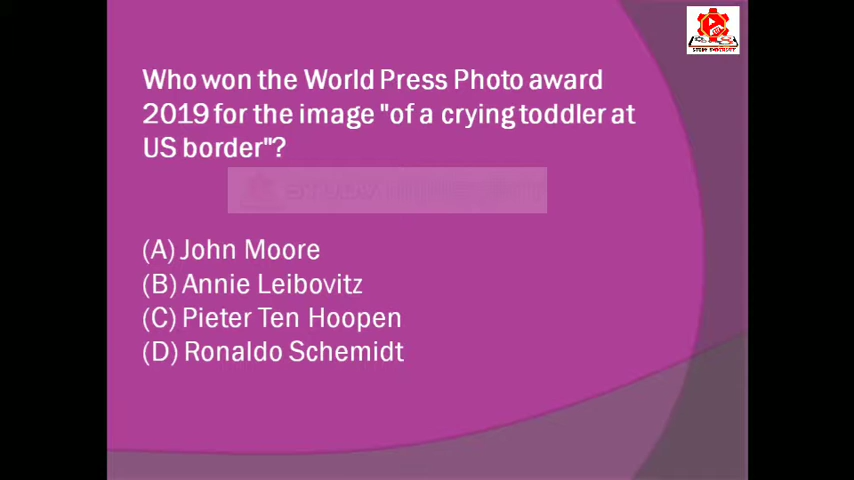 Who won the World Press Photo award
2019 for the image "of a crying toddler at
US border"?
(A) John Moore
(B) Annie Leibovitz
(C) Pieter Ten Hoopen
(D) Ronaldo Schemidt